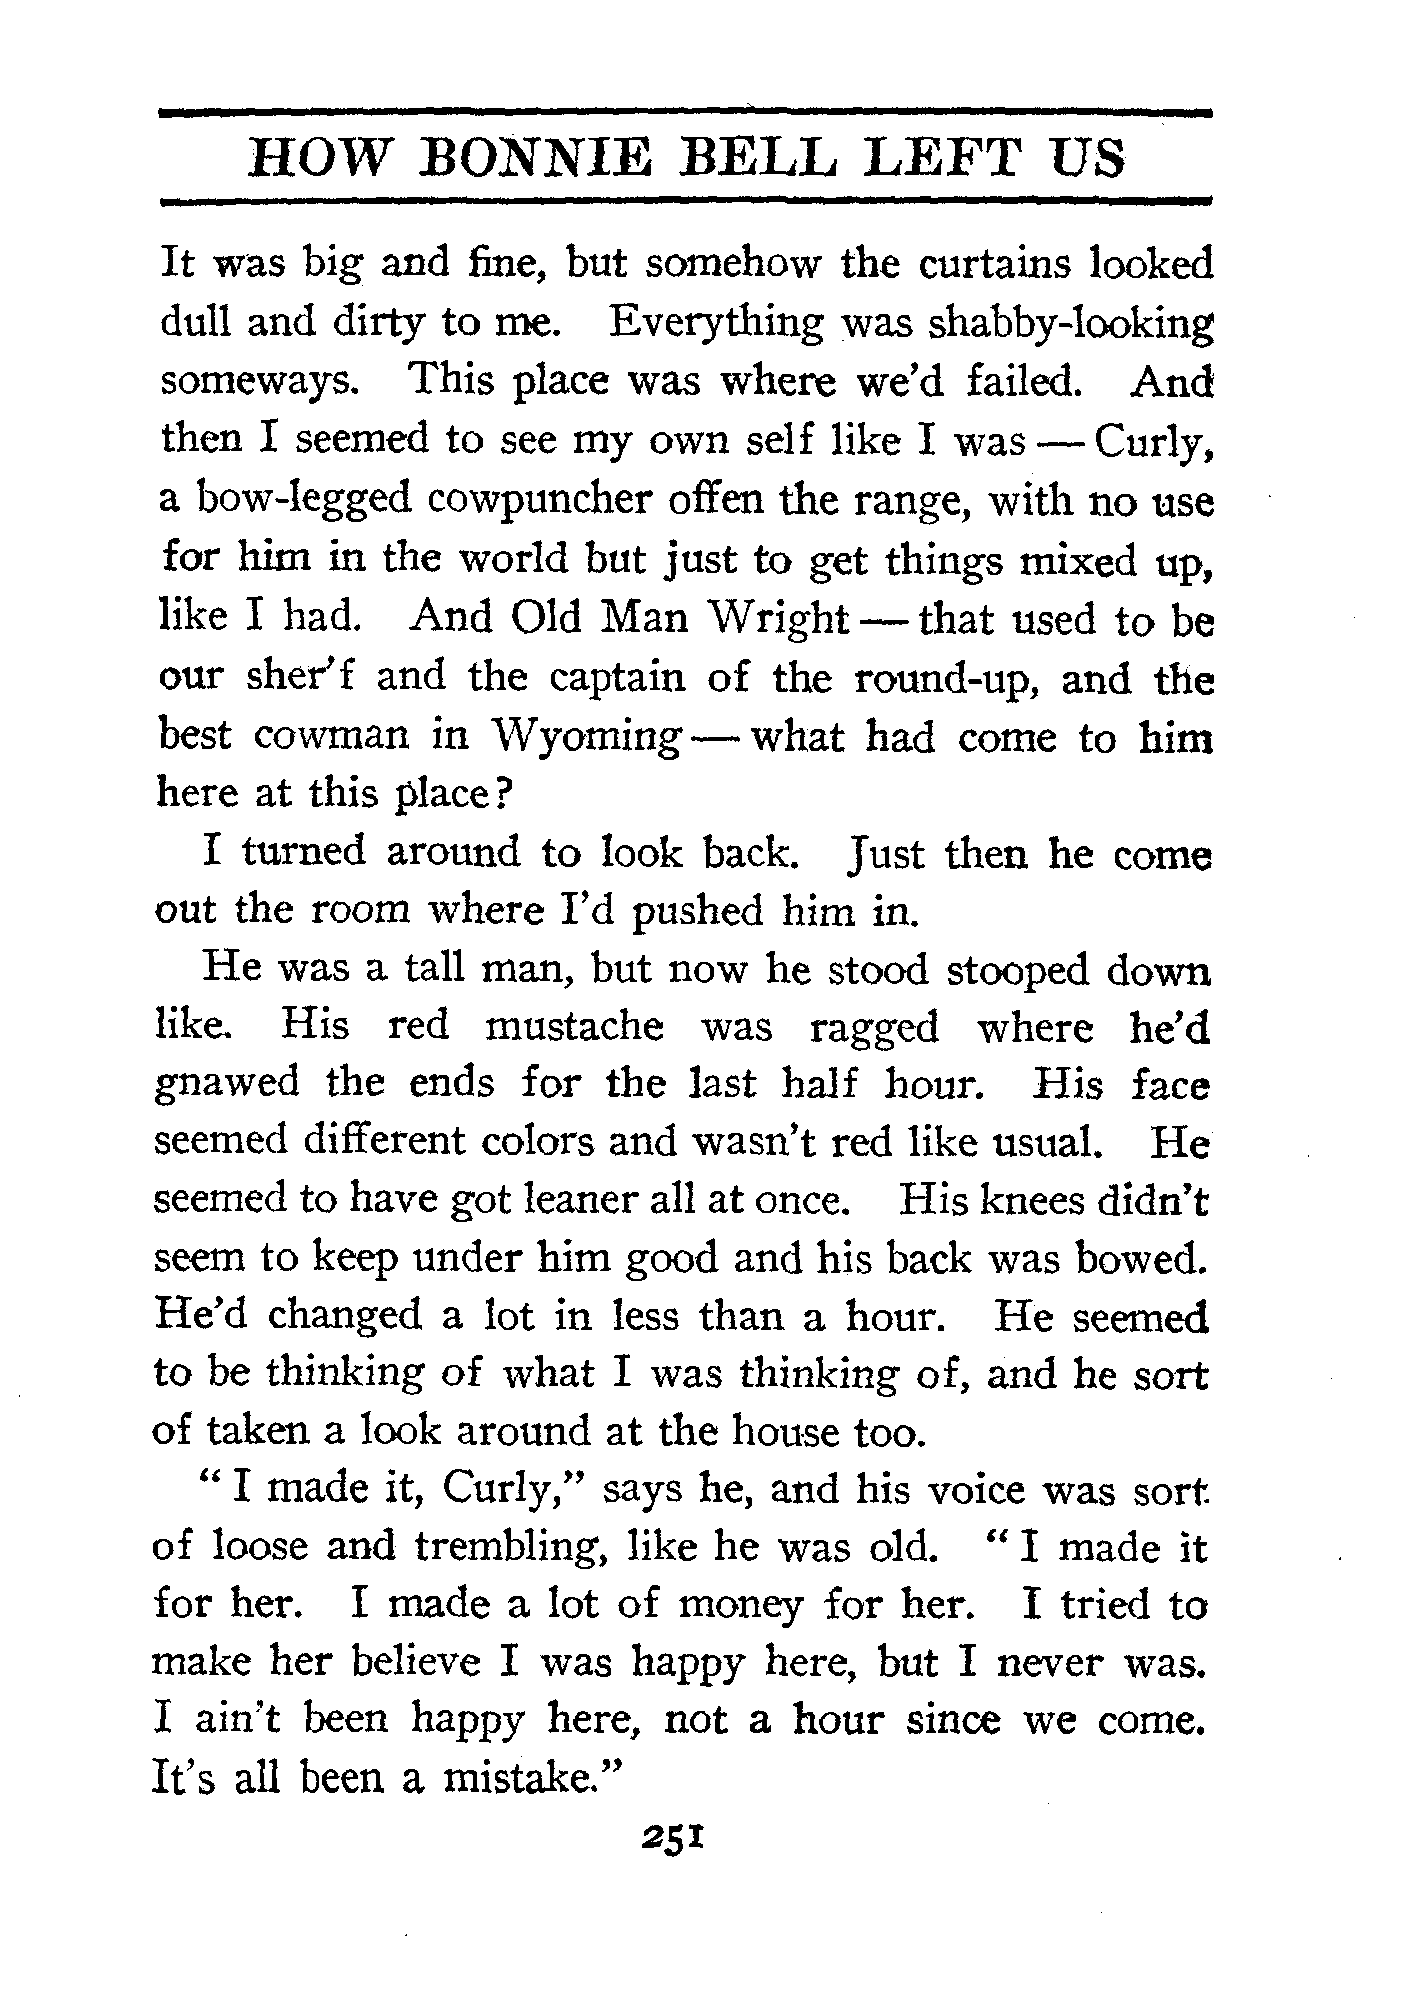 HOW BONNIE BELL LEFT US
It was big and fine, but somehow the curtains looked
dull and dirty to me. Everything was shabby-looking
someways. This place was where we'd failed. And
then I seemed to see my own self like I was — Curly,
a bow-legged cowpuncher offen the range, with no use
for him in the world but just to get things mixed up,
like I had. And Old Man Wright — that used to be
our sher'f and the captain of the round-up, and the
best cowman in Wyoming — what had come to him
here at this place?
I turned around to look back. Just then he come
out the room where I'd pushed him in.
He was a tall man, but now he stood stooped down
like. His red mustache was ragged where he'd
gnawed the ends for the last half hour. His face
seemed different colors and wasn't red like usual. He
seemed to have got leaner all at once. His knees didn't
seem to keep under him good and his back was bowed.
He'd changed a lot in less than a hour. He seemed
to be thinking of what I was thinking of, and he sort
of taken a look around at the house too.
"I made it, Curly," says he, and his voice was sort
of loose and trembling, like he was old. "I made it
for her. I made a lot of money for her. I tried to
make her believe I was happy here, but I never was.
I ain't been happy here, not a hour since we come.
It's all been a mistake."
251